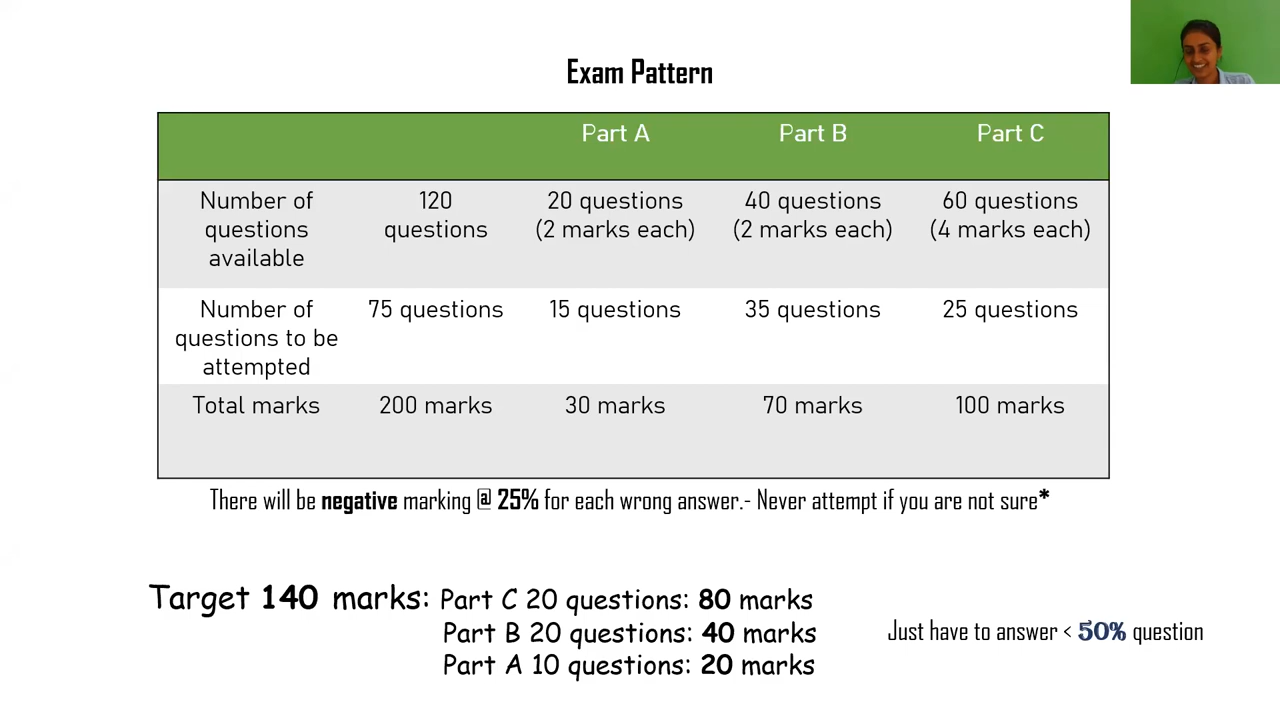 Exam Pattern
Part A Part B Part C
Number of questions available 120 questions 20 questions (2 marks each) 40 questions (2 marks each) 60 questions (4 marks each)
Number of questions to be attempted 75 questions 15 questions 35 questions 25 questions
Total marks 200 marks 30 marks 70 marks 100 marks
There will be negative marking @ 25% for each wrong answer.- Never attempt if you are not sure*
Target 140 marks: Part C 20 questions: 80 marks
Part B 20 questions: 40 marks
Just have to answer < 50% question
Part A 10 questions: 20 marks